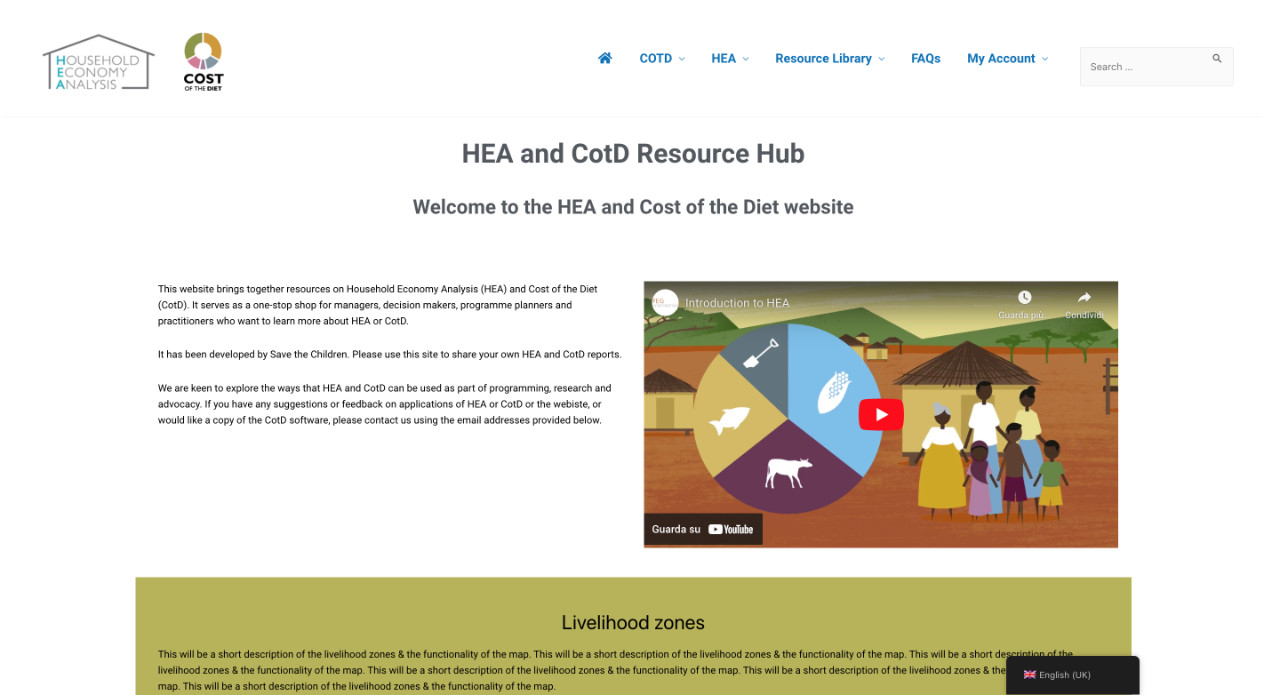 HOUSEHOLD
ECONOMY
ANALYSIS
COST
OF THE DIET
COTD
HEA
Resource Library
FAQs
My Account
Search ...
HEA and CotD Resource Hub
Welcome to the HEA and Cost of the Diet website
This website brings together resources on Household Economy Analysis (HEA) and Cost of the Diet
(CotD). It serves as a one-stop shop for managers, decision makers, programme planners and
practitioners who want to learn more about HEA or CotD.
It has been developed by Save the Children. Please use this site to share your own HEA and CotD reports.
We are keen to explore the ways that HEA and CotD can be used as part of programming, research and
advocacy. If you have any suggestions or feedback on applications of HEA or CotD or the webiste, or
would like a copy of the CotD software, please contact us using the email addresses provided below.
FEG
Introduction to HEA
Guarda più...
Condividi
Guarda su YouTube
Livelihood zones
This will be a short description of the livelihood zones & the functionality of the map. This will be a short description of the livelihood zones & the functionality of the map. This will be a short description of the
livelihood zones & the functionality of the map. This will be a short description of the livelihood zones & the functionality of the map. This will be a short description of the livelihood zones & the
map. This will be a short description of the livelihood zones & the functionality of the map.
English (UK)